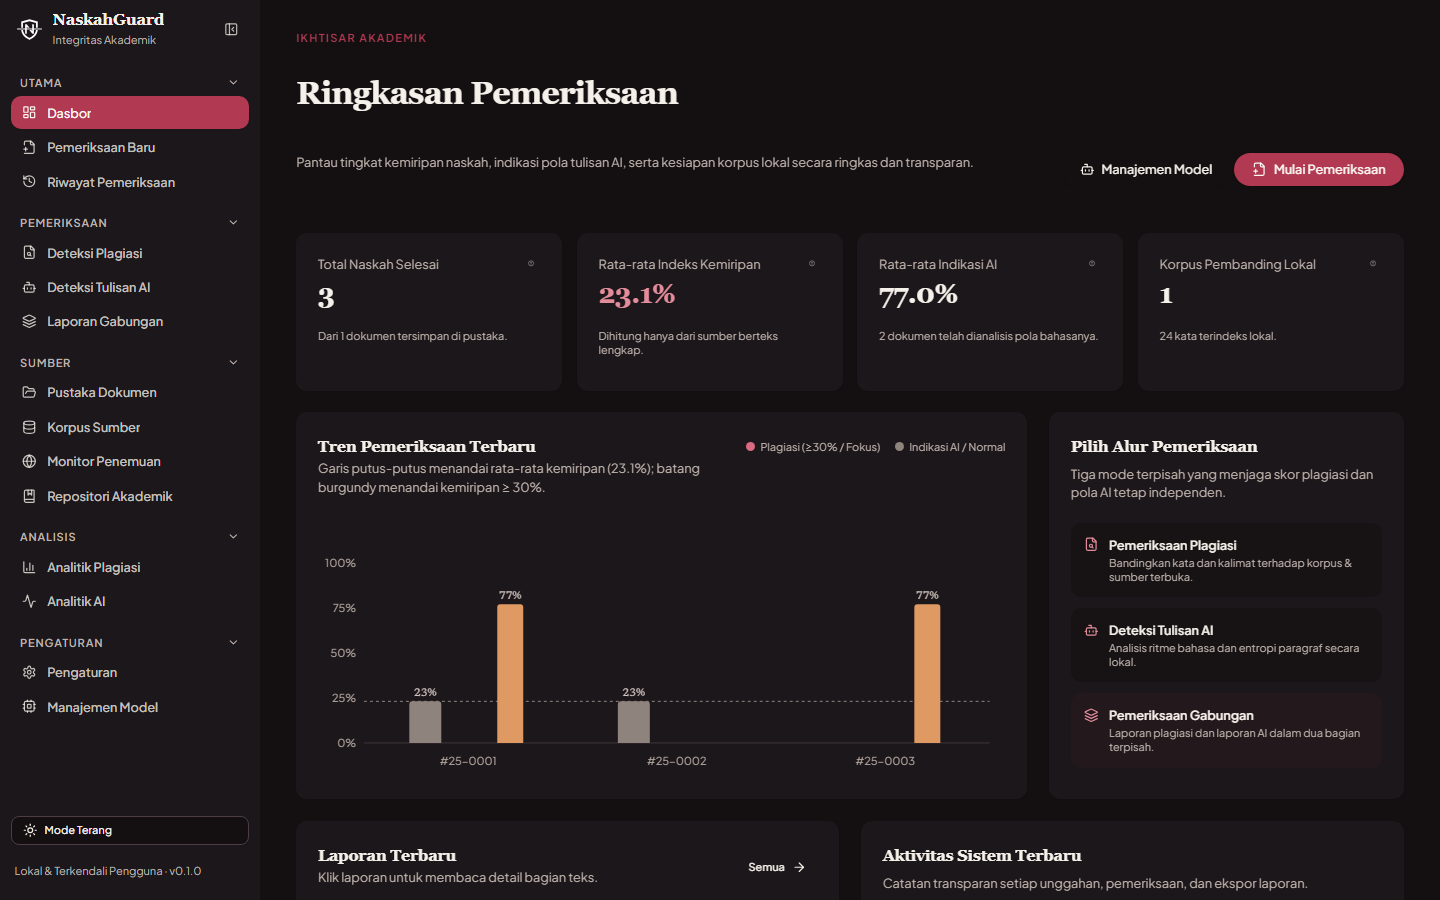 NaskahGuard
Integritas Akademik
UTAMA
Dasbor
Pemeriksaan Baru
Riwayat Pemeriksaan
PEMERIKSAAN
Deteksi Plagiasi
Deteksi Tulisan AI
Laporan Gabungan
SUMBER
Pustaka Dokumen
Korpus Sumber
Monitor Penemuan
Repositori Akademik
ANALISIS
Analitik Plagiasi
Analitik AI
PENGATURAN
Pengaturan
Manajemen Model
Mode Terang
Lokal & Terkendali Pengguna · v0.1.0
IKHTISAR AKADEMIK
Ringkasan Pemeriksaan
Pantau tingkat kemiripan naskah, indikasi pola tulisan AI, serta kesiapan korpus lokal secara ringkas dan transparan.
Manajemen Model
Mulai Pemeriksaan
Total Naskah Selesai
3
Dari 1 dokumen tersimpan di pustaka.
Rata-rata Indeks Kemiripan
23.1%
Dihitung hanya dari sumber berteks
lengkap.
Rata-rata Indikasi AI
77.0%
2 dokumen telah dianalisis pola bahasanya.
Korpus Pembanding Lokal
1
24 kata terindeks lokal.
Tren Pemeriksaan Terbaru
Garis putus-putus menandai rata-rata kemiripan (23.1%); batang
burgundy menandai kemiripan ≥ 30%.
Plagiasi (≥30% / Fokus)
Indikasi AI / Normal
100%
75%
50%
25%
0%
23%
77%
23%
77%
#25-0001
#25-0002
#25-0003
Pilih Alur Pemeriksaan
Tiga mode terpisah yang menjaga skor plagiasi dan
pola AI tetap independen.
Pemeriksaan Plagiasi
Bandingkan kata dan kalimat terhadap korpus &
sumber terbuka.
Deteksi Tulisan AI
Analisis ritme bahasa dan entropi paragraf secara
lokal.
Pemeriksaan Gabungan
Laporan plagiasi dan laporan AI dalam dua bagian
terpisah.
Laporan Terbaru
Klik laporan untuk membaca detail bagian teks.
Semua
Aktivitas Sistem Terbaru
Catatan transparan setiap unggahan, pemeriksaan, dan ekspor laporan.